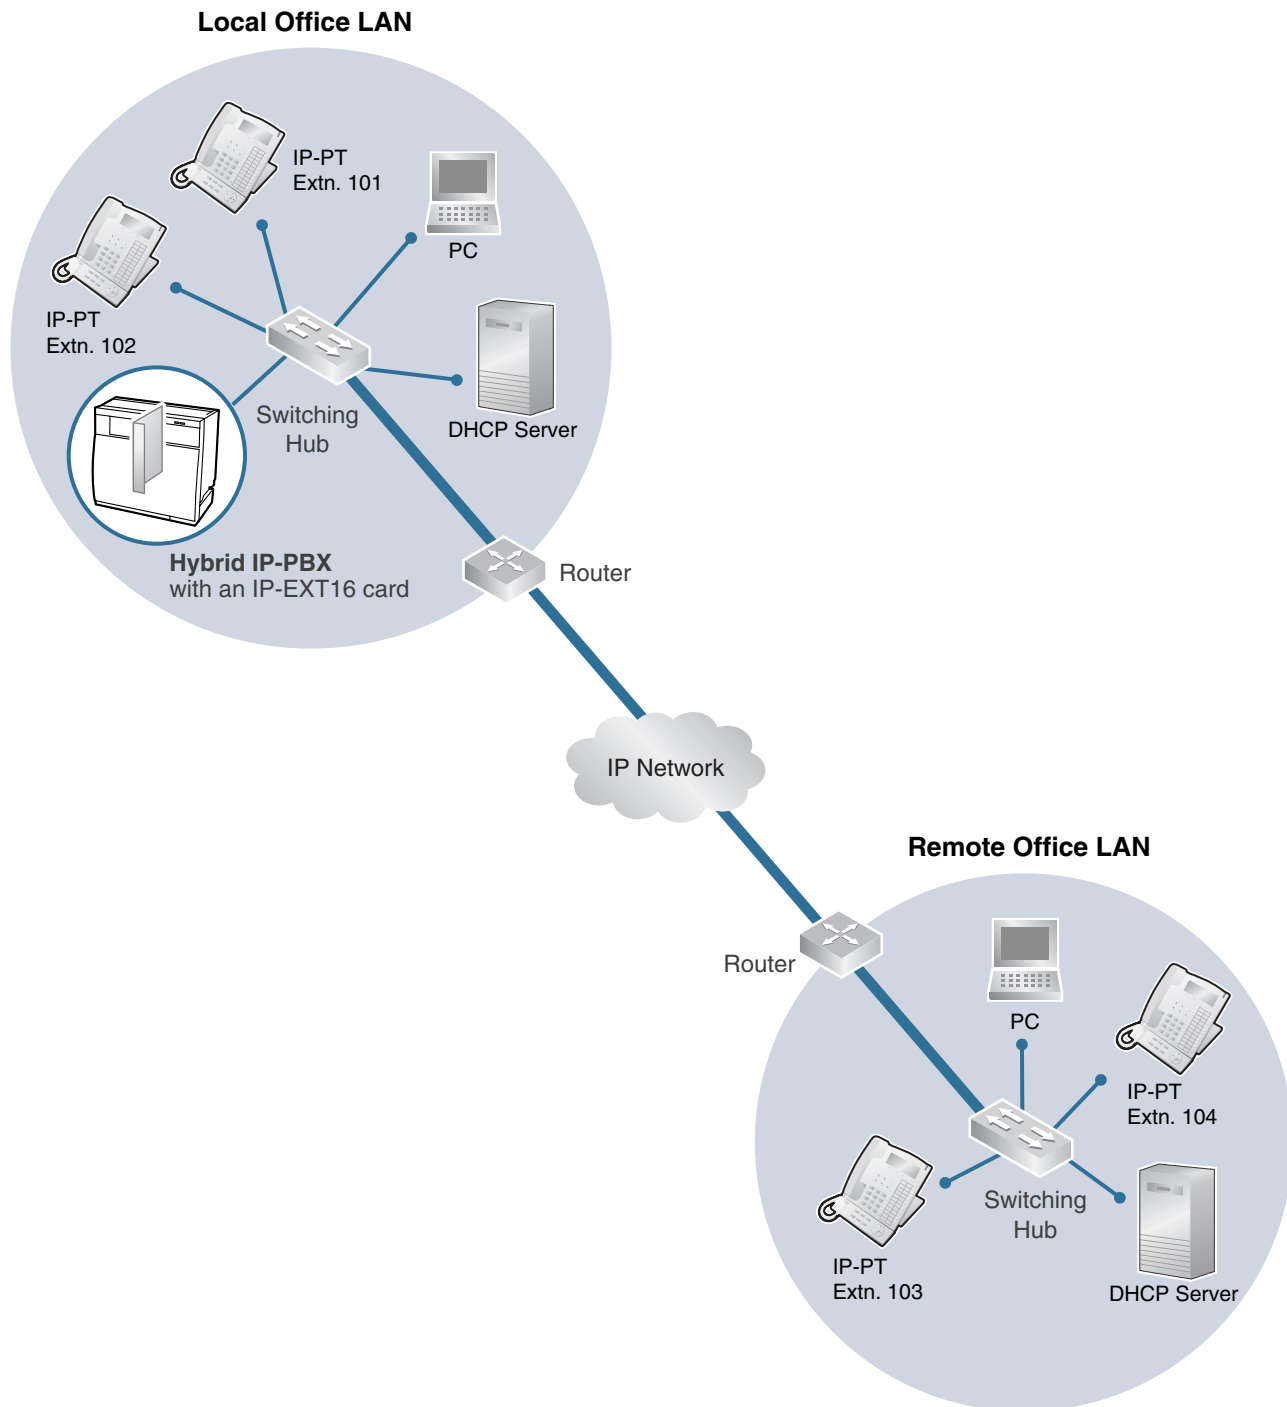 Local Office LAN
IP-PT
Extn. 101
PC
IP-PT
Extn. 102
Switching
Hub
DHCP Server
Hybrid IP-PBX
with an IP-EXT16 card
Router
IP Network
Remote Office LAN
Router
PC
IP-PT
Extn. 104
Switching
Hub
IP-PT
Extn. 103
DHCP Server